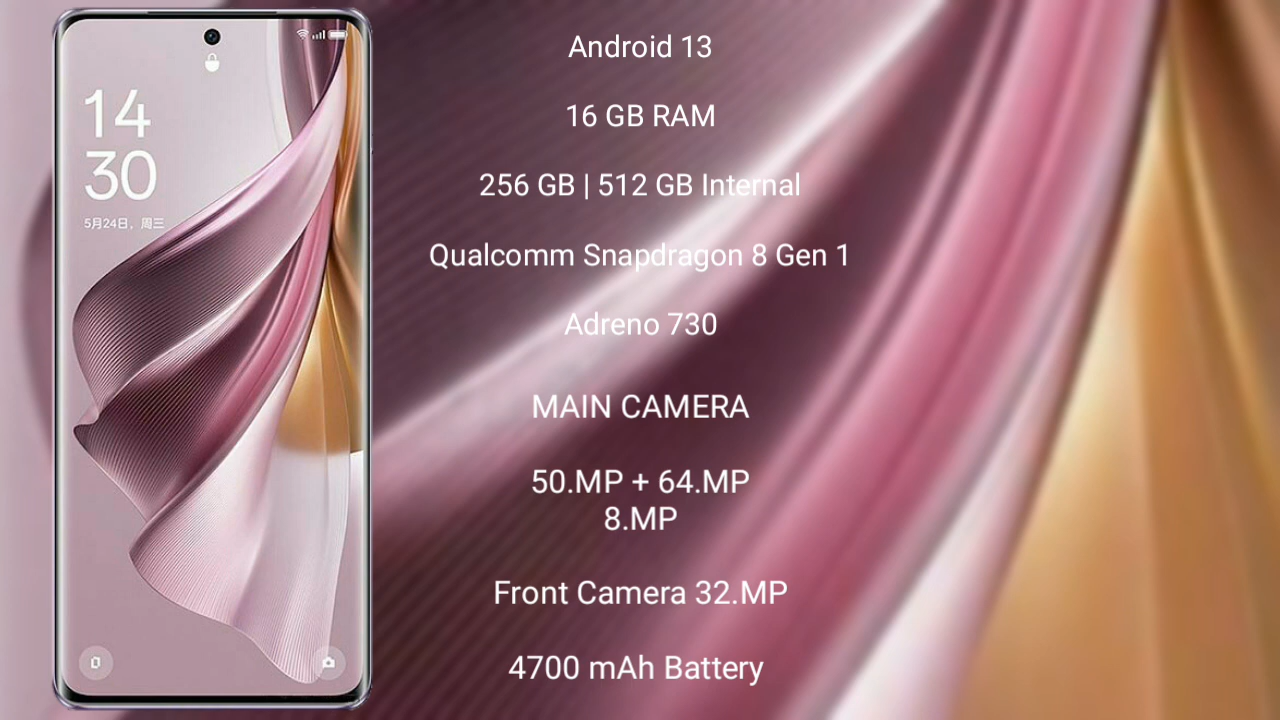 14
30
5月24日，周三
Android 13
16 GB RAM
256 GB | 512 GB Internal
Qualcomm Snapdragon 8 Gen 1
Adreno 730
MAIN CAMERA
50.MP + 64.MP
8.MP
Front Camera 32.MP
4700 mAh Battery